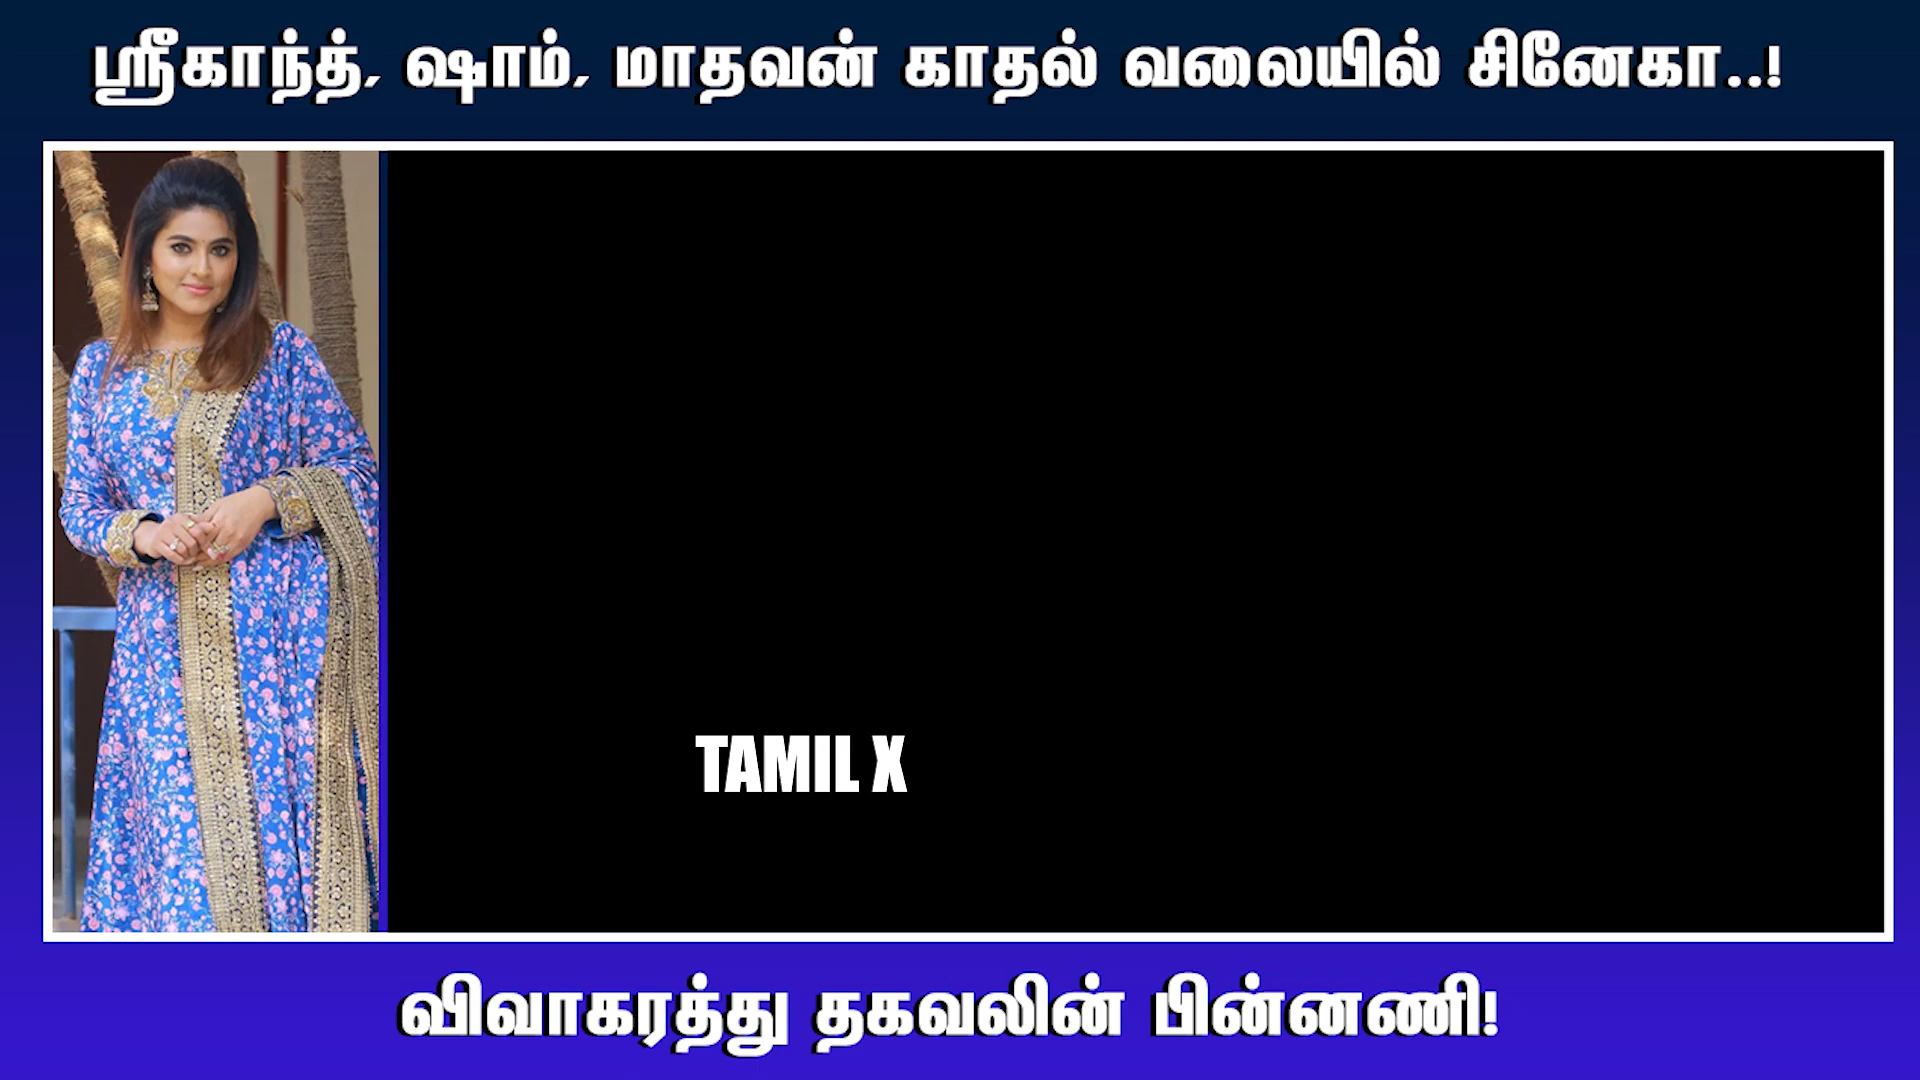 ஸ்ரீகாந்த், ஷாம், மாதவன் காதல் வலையில் சினேகா..!
TAMIL X
விவாகரத்து தகவலின் பின்னணி!